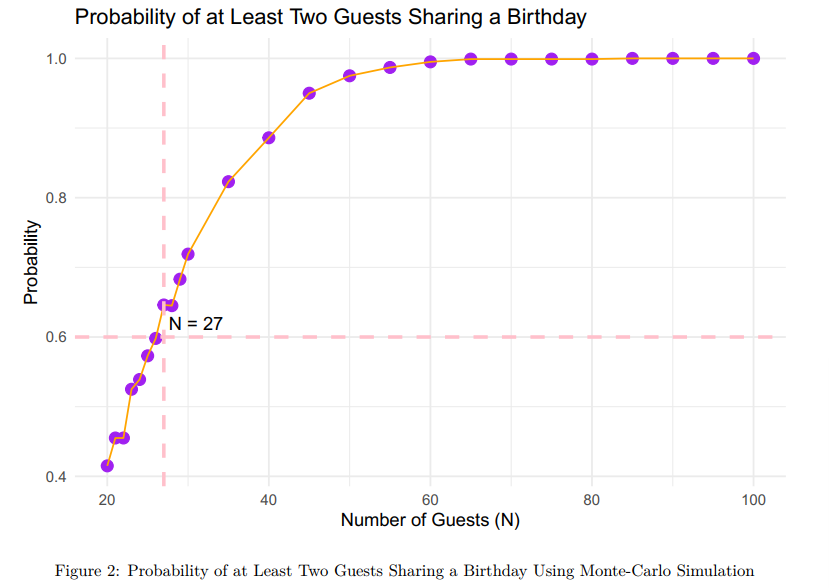 Probability of at Least Two Guests Sharing a Birthday
1.0
0.8
0.6
0.4
Probability
N = 27
20 40 60 80 100
Number of Guests (N)
Figure 2: Probability of at Least Two Guests Sharing a Birthday Using Monte-Carlo Simulation